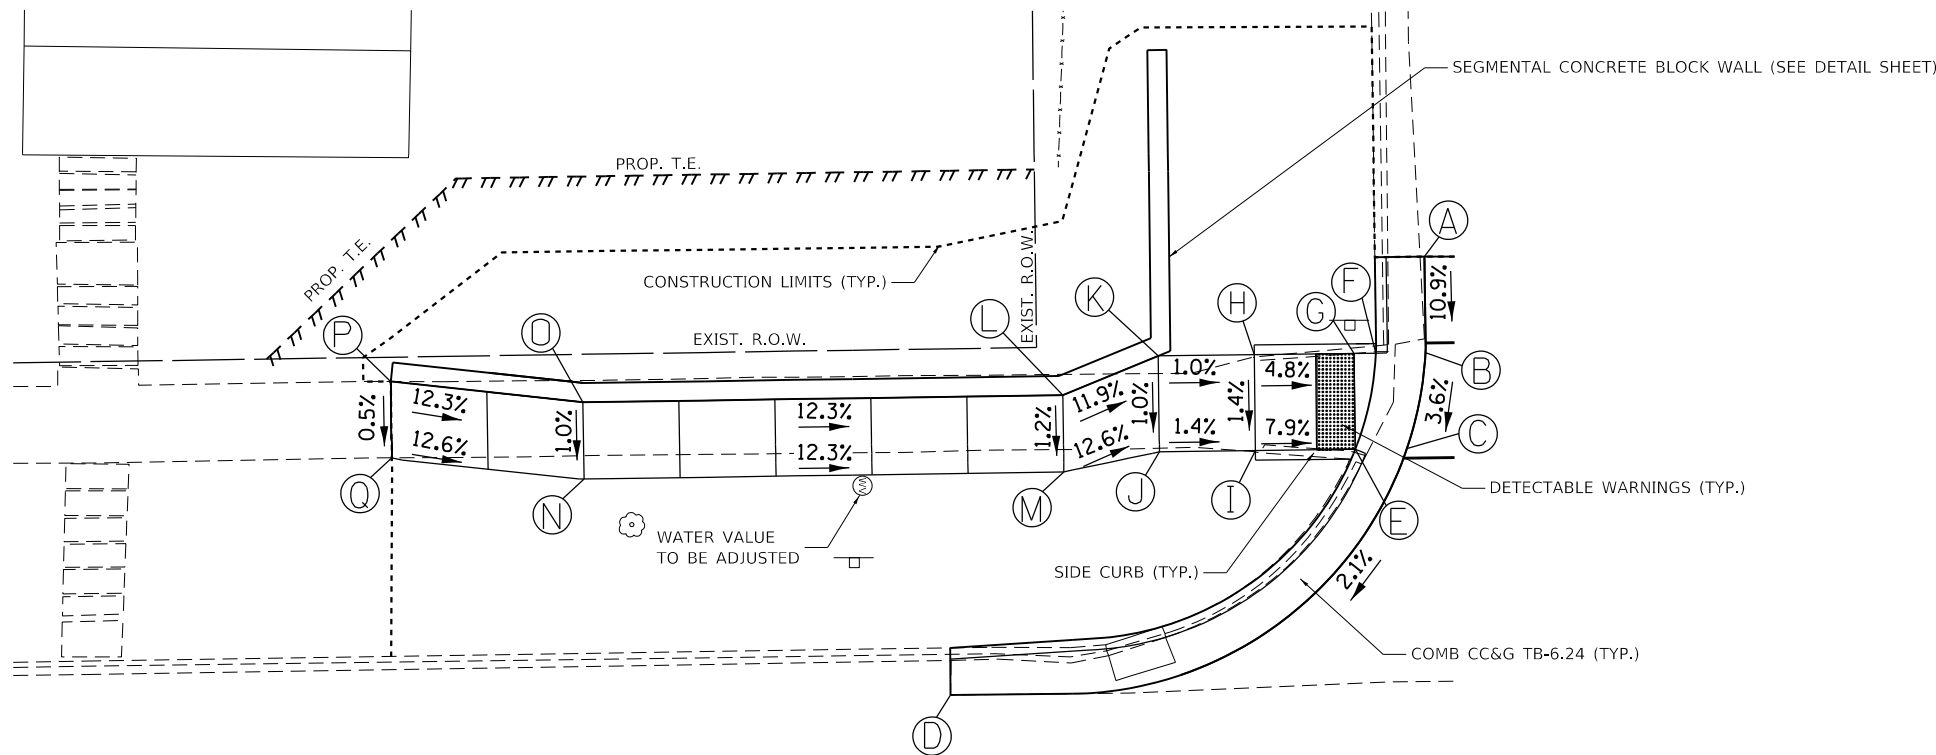 SEGMENTAL CONCRETE BLOCK WALL (SEE DETAIL SHEET)
PROP. T.E.
PROP. T.E.
CONSTRUCTION LIMITS (TYP.)
EXIST. R.O.W.
EXIST. R.O.W.
A
10.9%
F
G
H
K
L
O
P
B
3.6%
C
0.5%
12.3%
12.6%
1.0%
12.3%
12.3%
1.2%
11.9%
12.6%
1.0%
1.0%
1.4%
1.4%
4.8%
7.9%
Q
N
M
J
I
E
DETECTABLE WARNINGS (TYP.)
WV
WATER VALUE
TO BE ADJUSTED
SIDE CURB (TYP.)
2.1%
COMB CC&G TB-6.24 (TYP.)
D